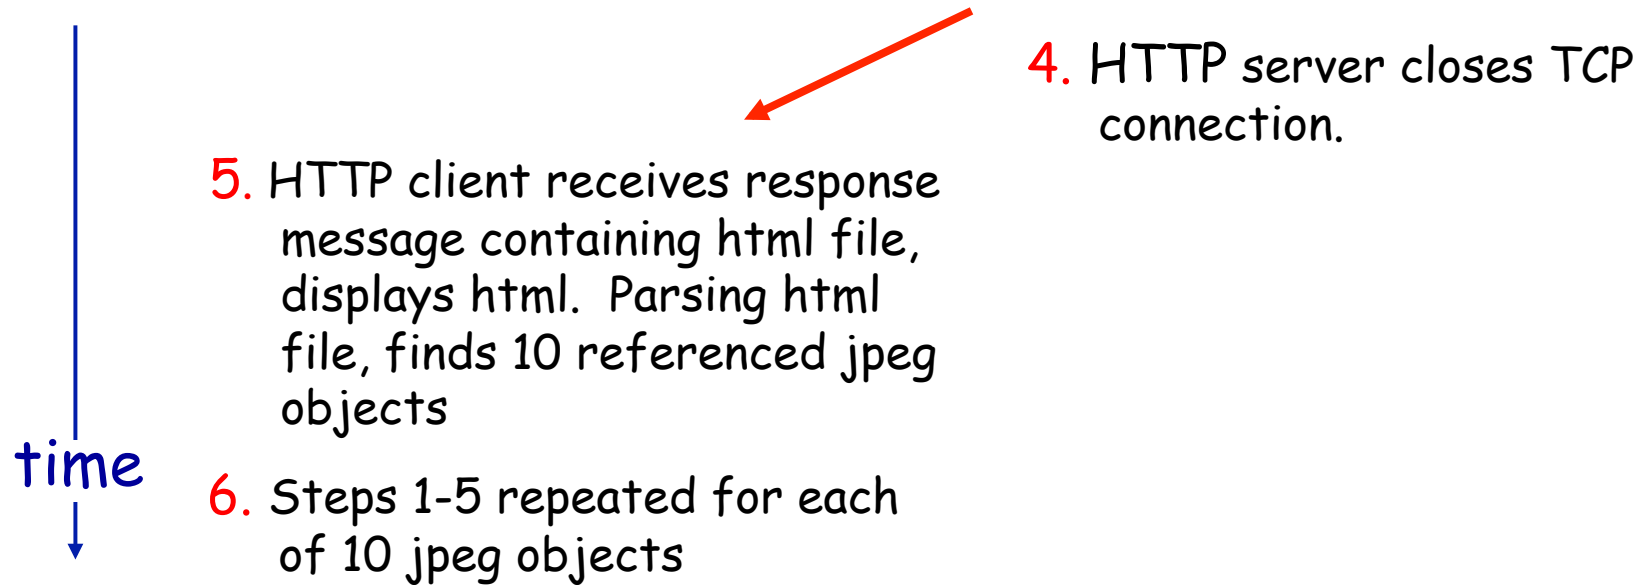 4. HTTP server closes TCP
connection.
5. HTTP client receives response
message containing html file,
displays html.  Parsing html
file, finds 10 referenced jpeg
objects
time
6. Steps 1-5 repeated for each
of 10 jpeg objects